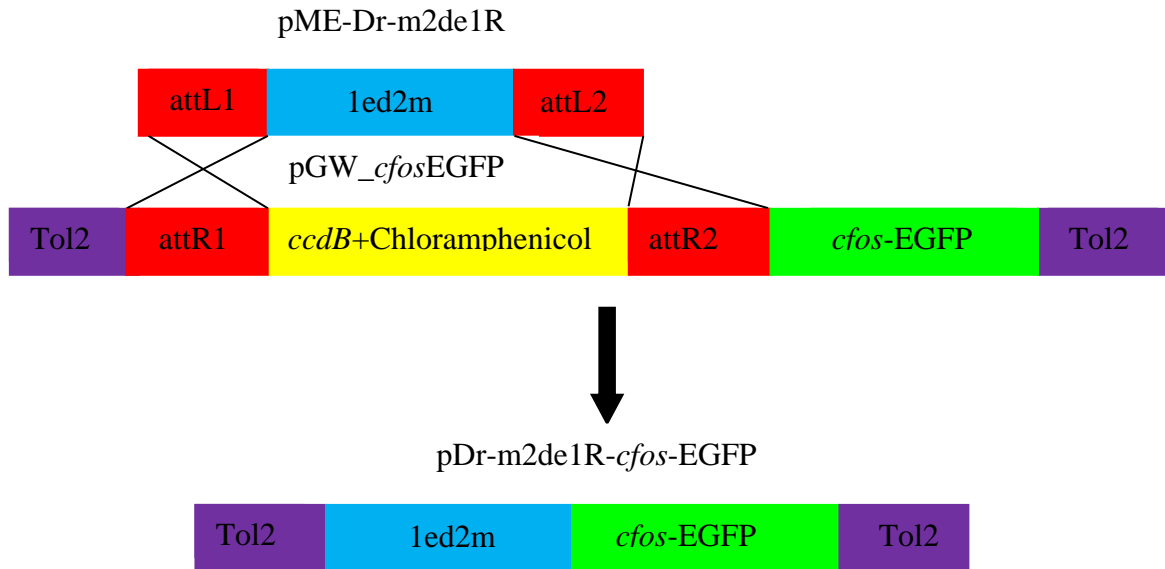 pME-Dr-m2de1R
attL1 1ed2m attL2
pGW_cfosEGFP
Tol2 attR1 ccdB+Chloramphenicol attR2 cfos-EGFP Tol2
pDr-m2de1R-cfos-EGFP
Tol2 1ed2m cfos-EGFP Tol2